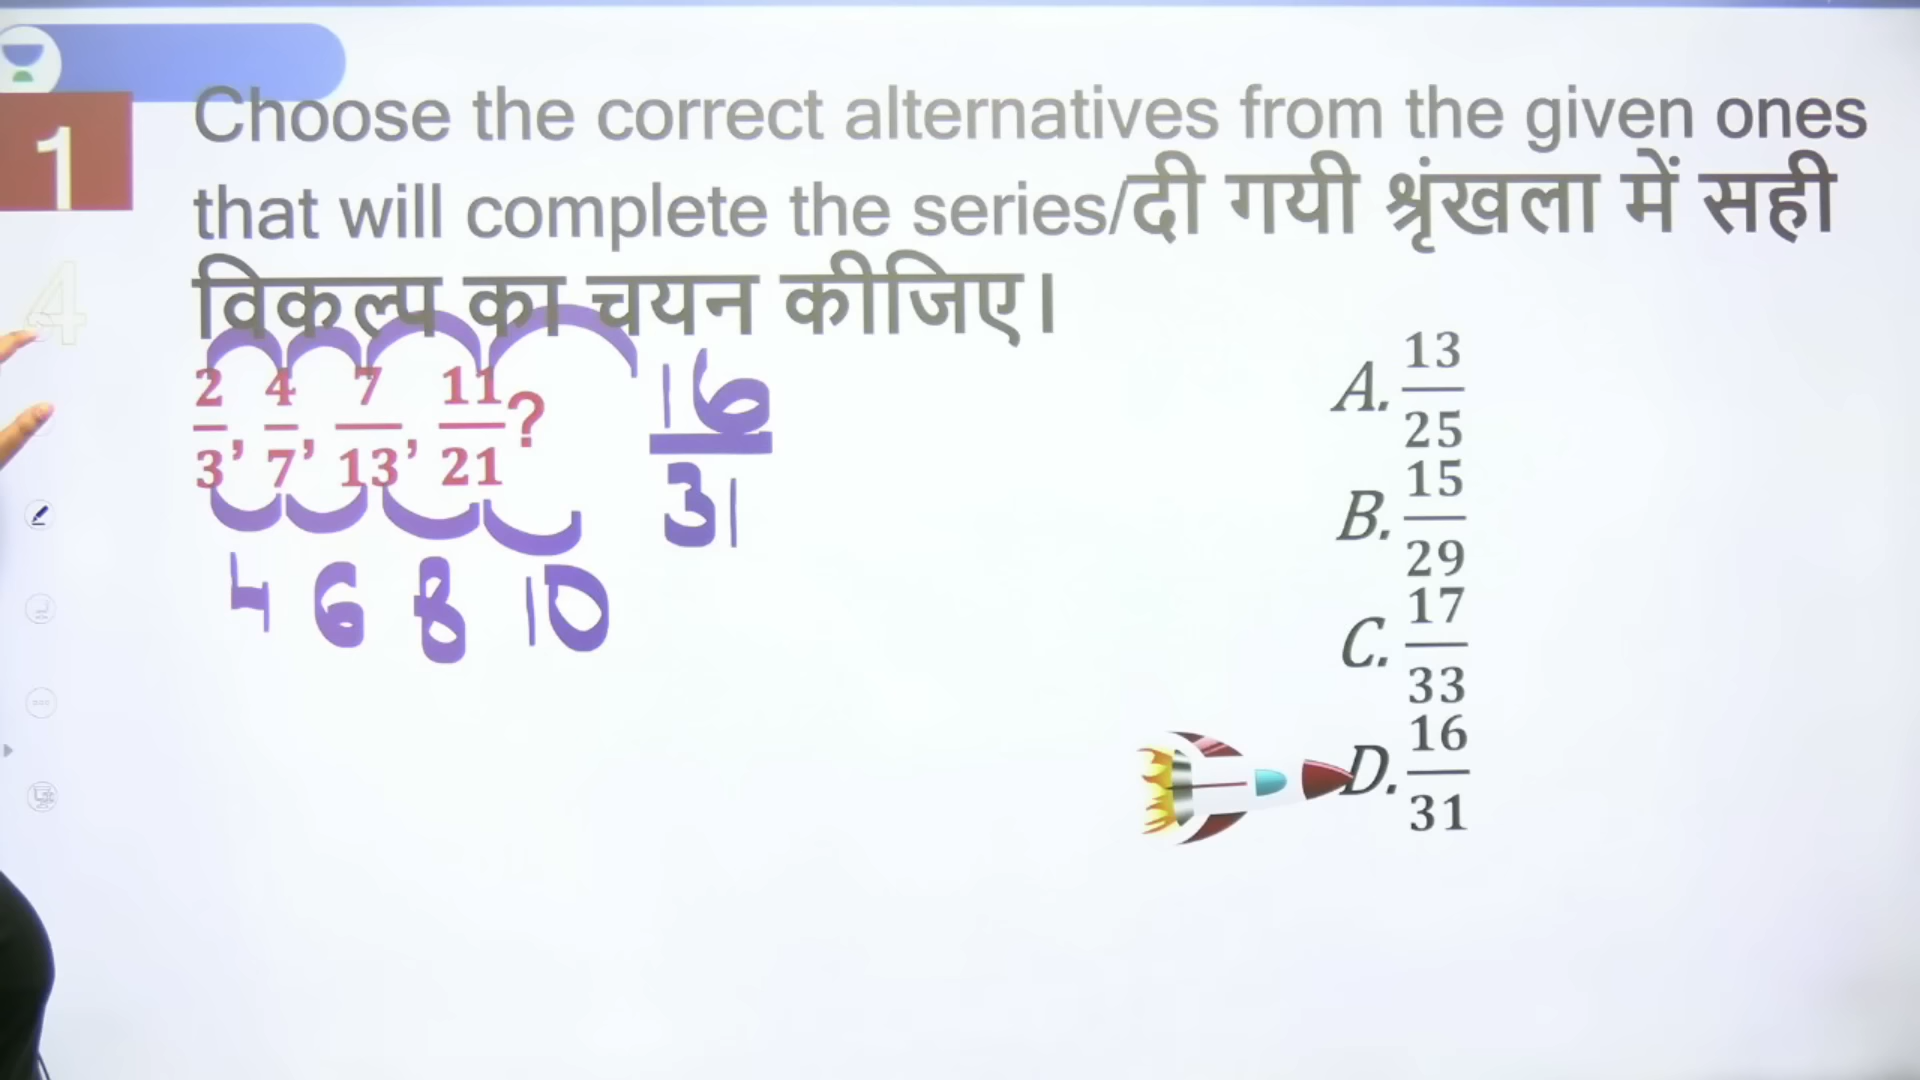 1
Choose the correct alternatives from the given ones
that will complete the series/दी गयी श्रृंखला में सही
विकल्प का चयन कीजिए।
4
2/3, 4/7, 7/13, 11/21 ?
16/31
4 6 8 10
A. 13/25
B. 15/29
C. 17/33
D. 16/31